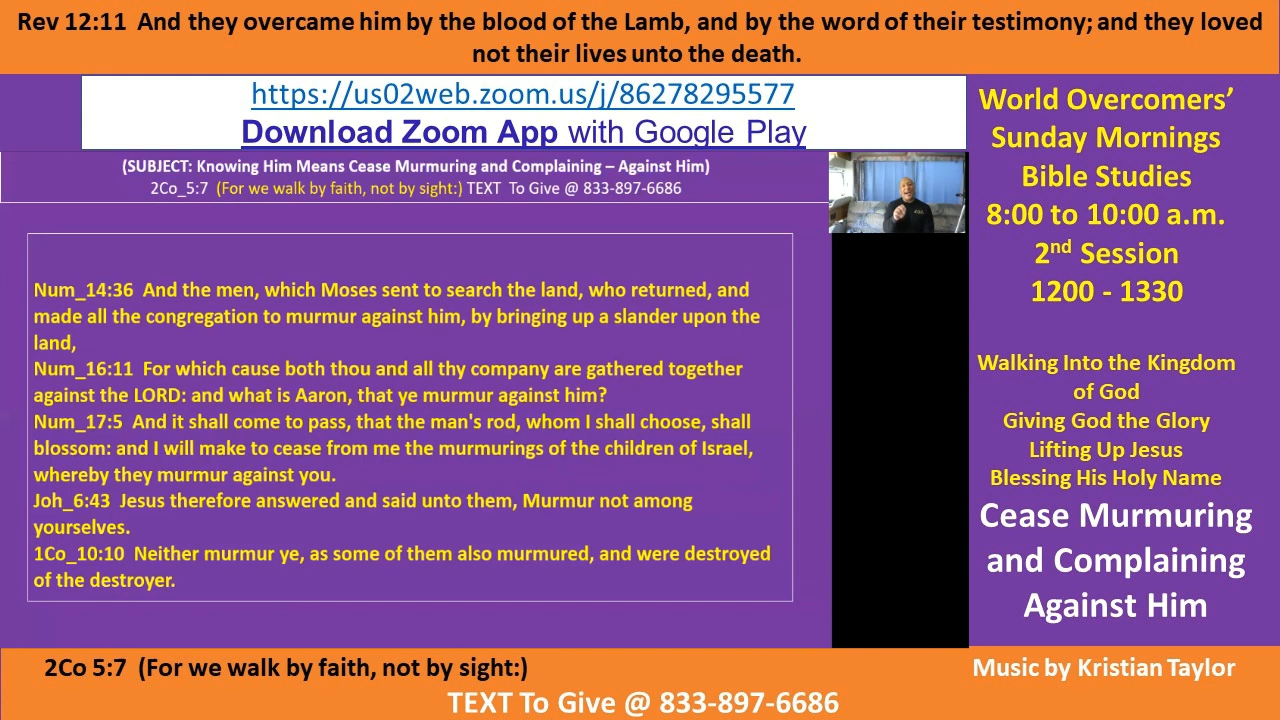 Rev 12:11  And they overcame him by the blood of the Lamb, and by the word of their testimony; and they loved
not their lives unto the death.
https://us02web.zoom.us/j/86278295577
Download Zoom App with Google Play
(SUBJECT: Knowing Him Means Cease Murmuring and Complaining – Against Him)
2Co_5:7  (For we walk by faith, not by sight:) TEXT  To Give @ 833-897-6686
Num_14:36  And the men, which Moses sent to search the land, who returned, and
made all the congregation to murmur against him, by bringing up a slander upon the
land,
Num_16:11  For which cause both thou and all thy company are gathered together
against the LORD: and what is Aaron, that ye murmur against him?
Num_17:5  And it shall come to pass, that the man's rod, whom I shall choose, shall
blossom: and I will make to cease from me the murmurings of the children of Israel,
whereby they murmur against you.
Joh_6:43  Jesus therefore answered and said unto them, Murmur not among
yourselves.
1Co_10:10  Neither murmur ye, as some of them also murmured, and were destroyed
of the destroyer.
World Overcomers’
Sunday Mornings
Bible Studies
8:00 to 10:00 a.m.
2nd Session
1200 - 1330
Walking Into the Kingdom
of God
Giving God the Glory
Lifting Up Jesus
Blessing His Holy Name
Cease Murmuring
and Complaining
Against Him
2Co 5:7  (For we walk by faith, not by sight:)
Music by Kristian Taylor
TEXT To Give @ 833-897-6686